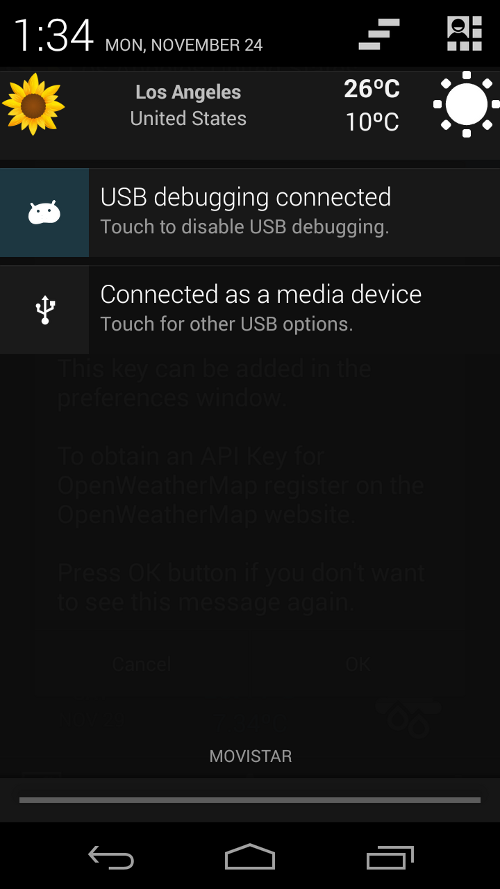 1:34 MON, NOVEMBER 24
Los Angeles
United States
26ºC
10ºC
USB debugging connected
Touch to disable USB debugging.
Connected as a media device
Touch for other USB options.
This key can be added in the
preferences window.
To obtain an API Key for
OpenWeatherMap register on the
OpenWeatherMap website.
Press OK button if you don't want
to see this message again.
Cancel
OK
MOVISTAR